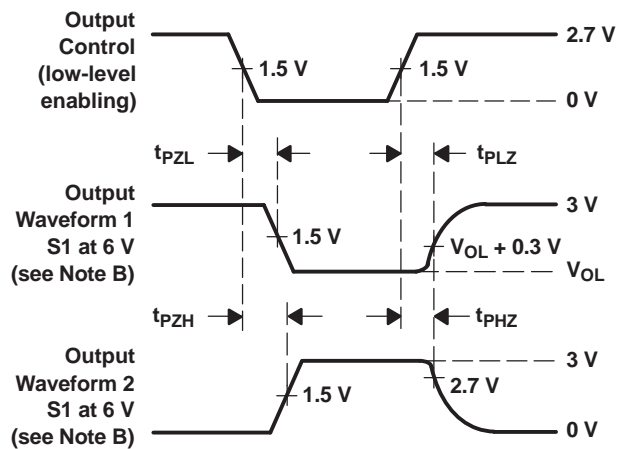 Output
Control
(low-level
enabling)
2.7 V
1.5 V
1.5 V
0 V
tPZL
tPLZ
Output
Waveform 1
S1 at 6 V
(see Note B)
3 V
1.5 V
VOL + 0.3 V
VOL
tPZH
tPHZ
Output
Waveform 2
S1 at 6 V
(see Note B)
3 V
1.5 V
2.7 V
0 V